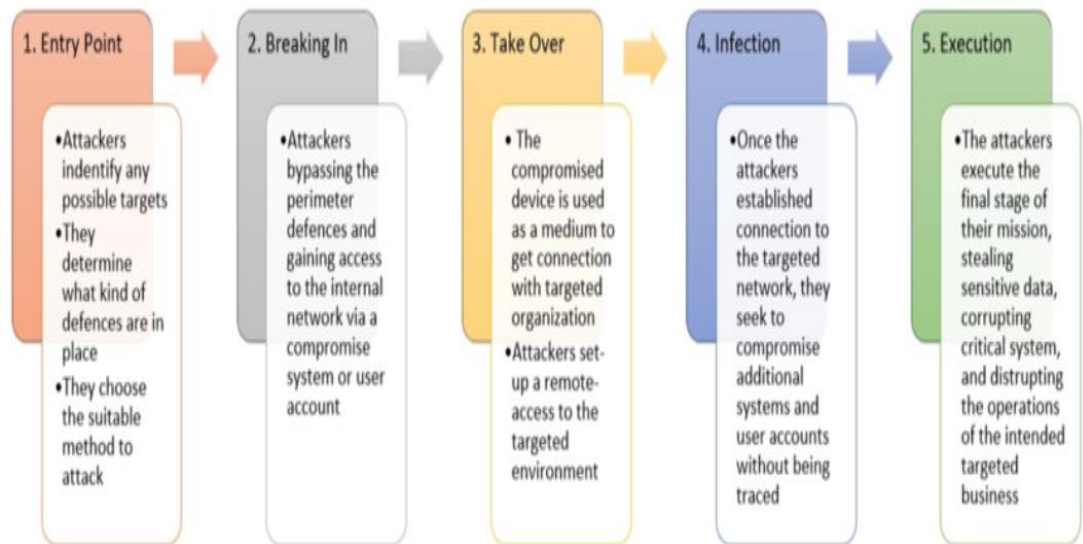 1. Entry Point
•Attackers
indentify any
possible targets
•They
determine
what kind of
defences are in
place
•They choose
the suitable
method to
attack
2. Breaking In
•Attackers
bypassing the
perimeter
defences and
gaining access
to the internal
network via a
compromise
system or user
account
3. Take Over
• The
compromised
device is used
as a medium to
get connection
with targeted
organization
•Attackers set-
up a remote-
access to the
targeted
environment
4. Infection
•Once the
attackers
established
connection to
the targeted
network, they
seek to
compromise
additional
systems and
user accounts
without being
traced
5. Execution
•The attackers
execute the
final stage of
their mission,
stealing
sensitive data,
corrupting
critical system,
and distrupting
the operations
of the intended
targeted
business